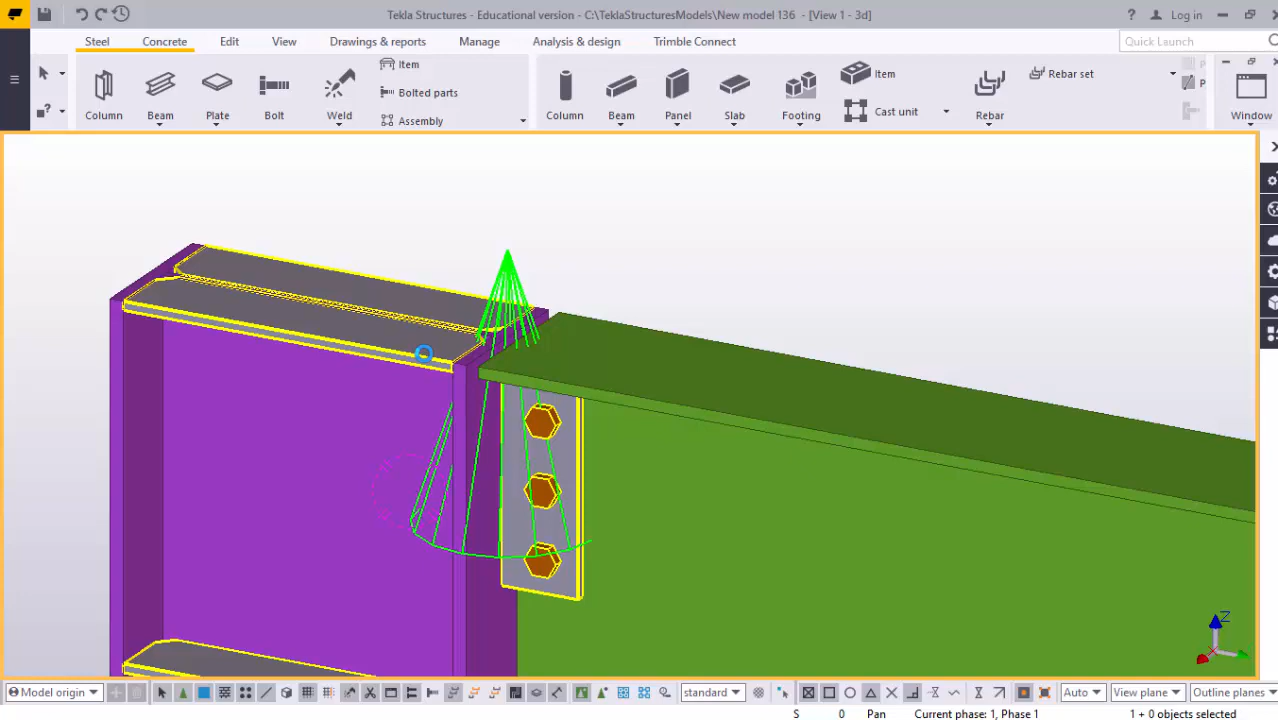 Tekla Structures - Educational version - C:\TeklaStructuresModels\New model 136 - [View 1 - 3d]
? Log in
Steel Concrete Edit View Drawings & reports Manage Analysis & design Trimble Connect Quick Launch
Item
Bolted parts
Assembly
Column Beam Plate Bolt Weld
Column Beam Panel Slab Footing
Item
Cast unit
Rebar
Rebar set
P
P
Window
Z
Model origin
standard
Auto
View plane
Outline planes
S 0 Pan Current phase: 1, Phase 1 1 + 0 objects selected